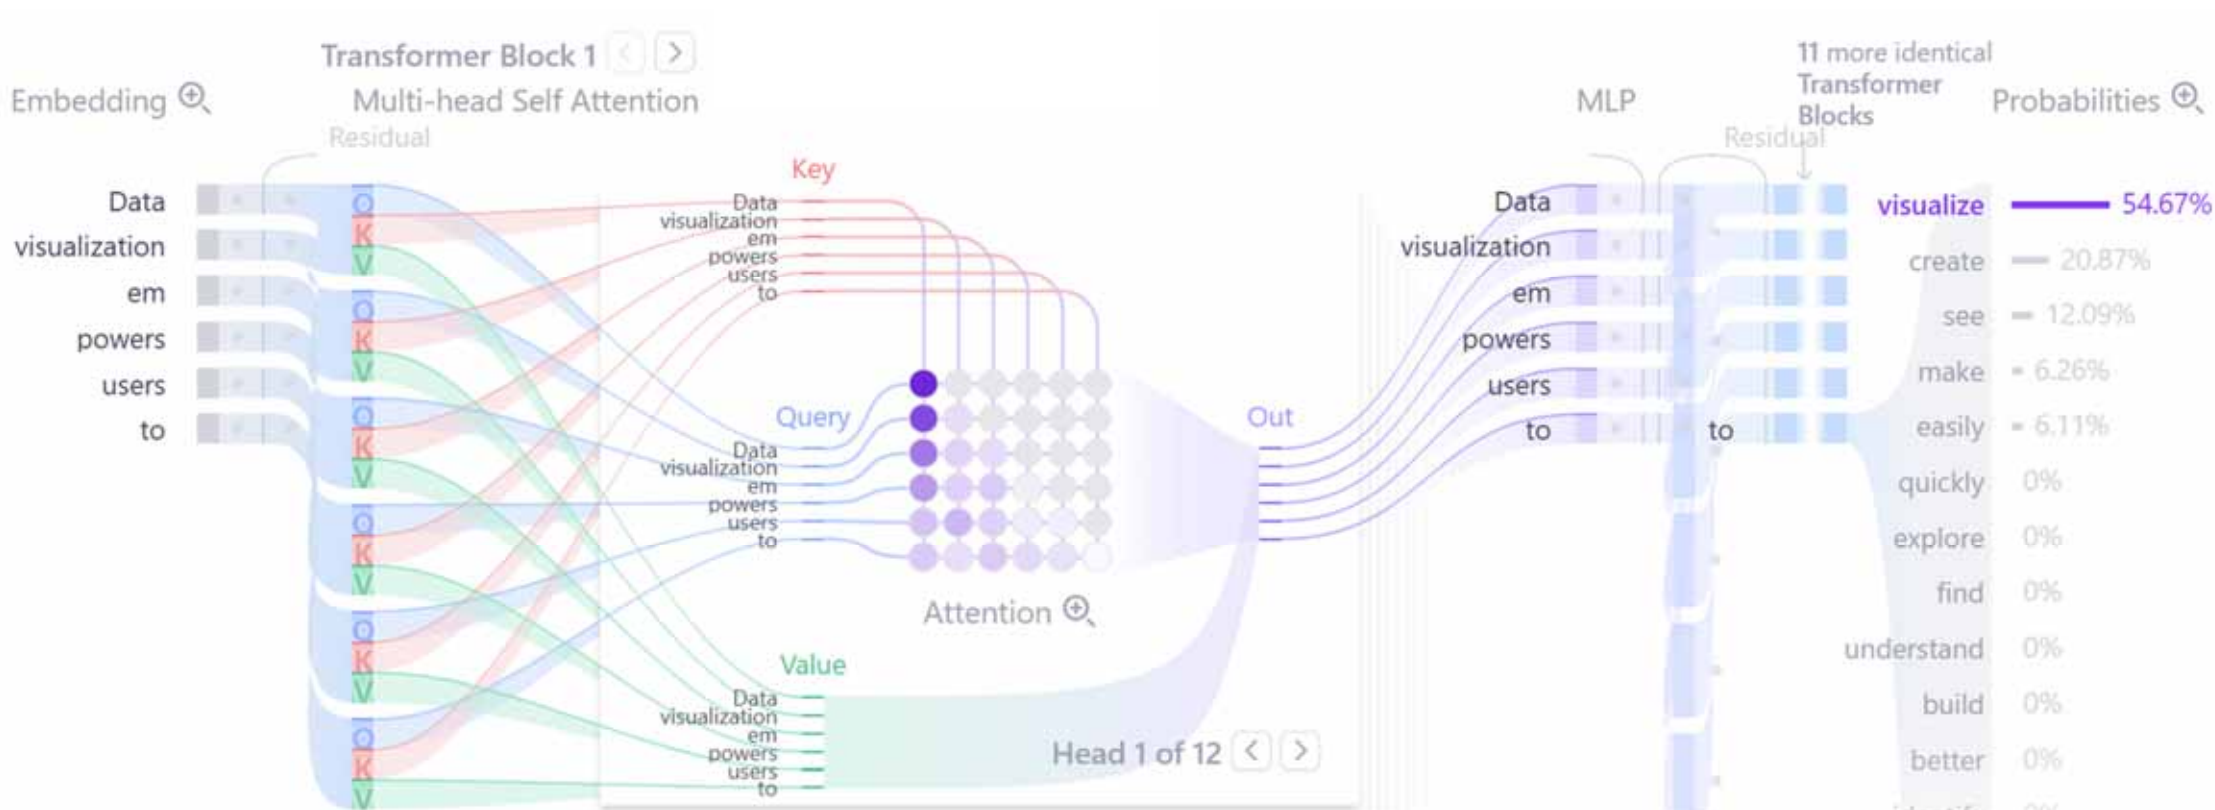 Transformer Block 1
Embedding
Multi-head Self Attention
Residual
Data
visualization
em
powers
users
to
Q
K
V
Q
K
V
Q
K
V
Q
K
V
Q
K
V
Q
K
V
Key
Data
visualization
em
powers
users
to
Query
Data
visualization
em
powers
users
to
Attention
Value
Data
visualization
em
powers
users
to
Head 1 of 12
Out
MLP
Residual
Data
visualization
em
powers
users
to
to
11 more identical
Transformer
Blocks
Probabilities
visualize 54.67%
create 20.87%
see 12.09%
make 6.26%
easily 6.11%
quickly 0%
explore 0%
find 0%
understand 0%
build 0%
better 0%